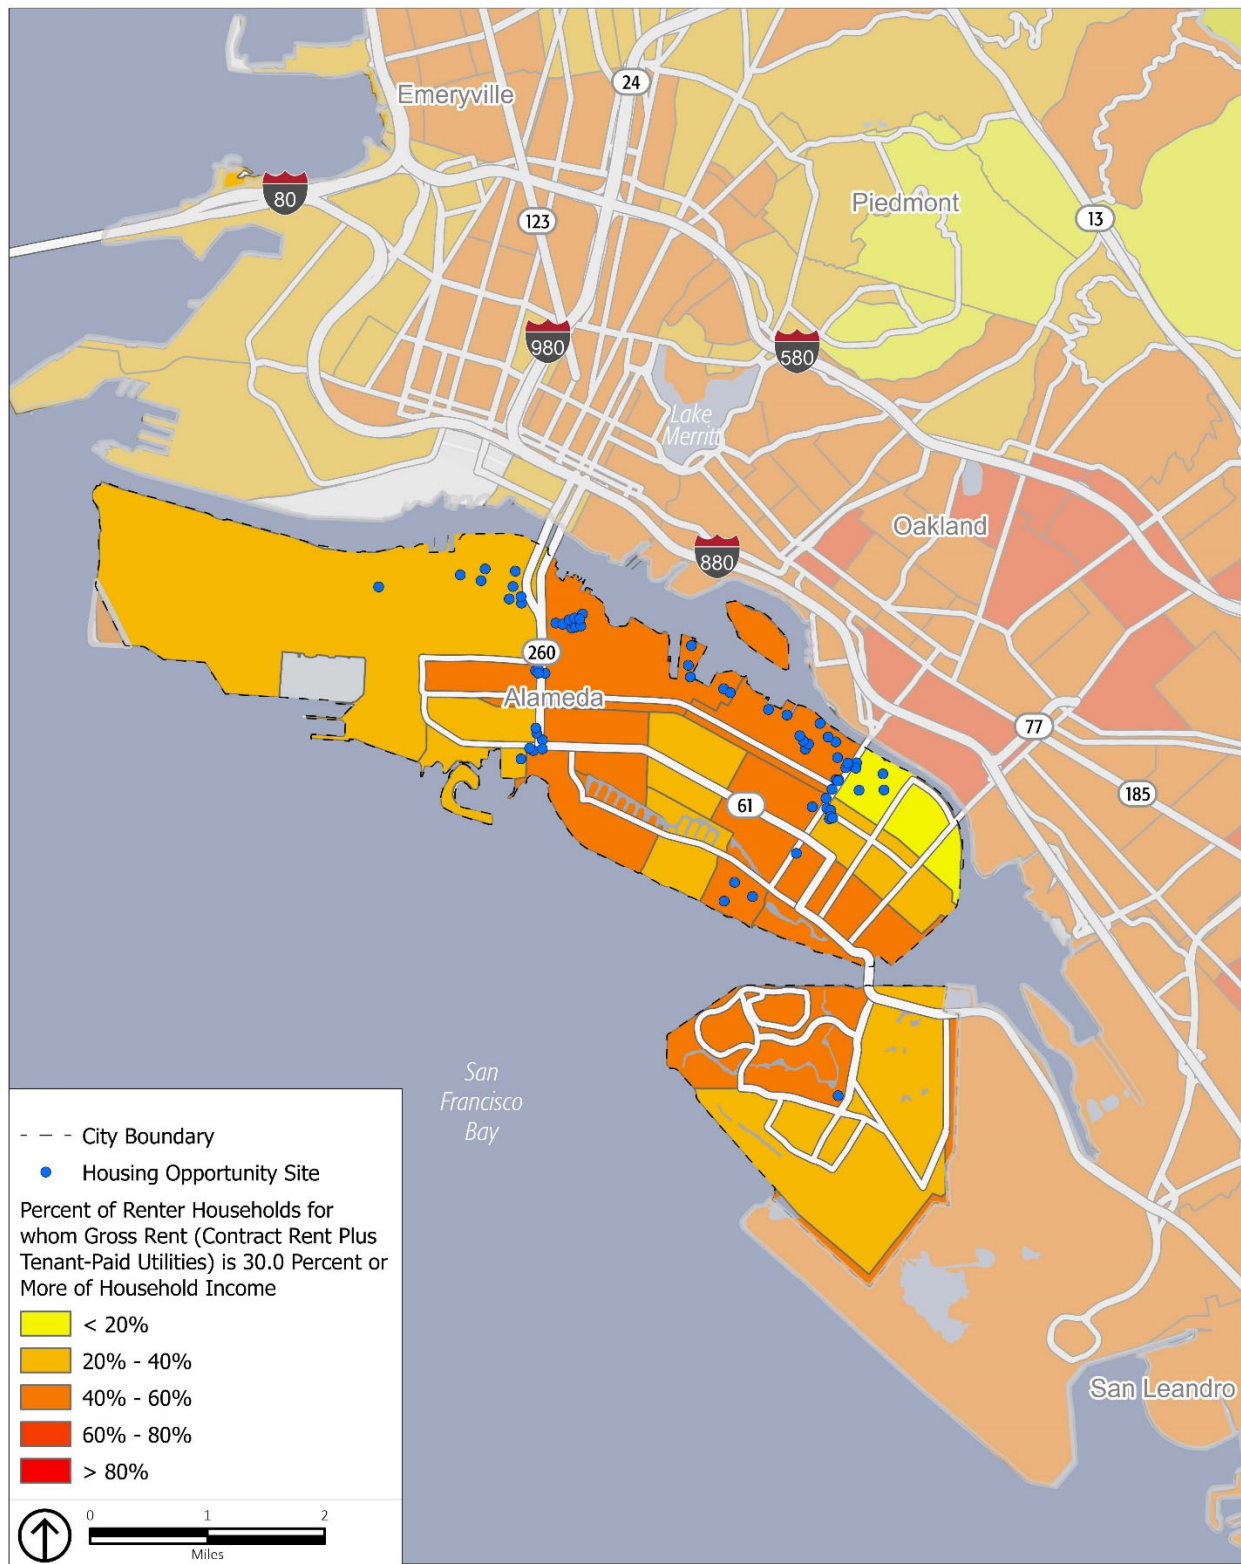 Emeryville
24
80
123
Piedmont
13
980
580
Lake
Merritt
Oakland
880
260
Alameda
77
61
185
San
Francisco
Bay
City Boundary
Housing Opportunity Site
Percent of Renter Households for
whom Gross Rent (Contract Rent Plus
Tenant-Paid Utilities) is 30.0 Percent or
More of Household Income
< 20%
20% - 40%
40% - 60%
60% - 80%
> 80%
San Leandro
0 1 2
Miles